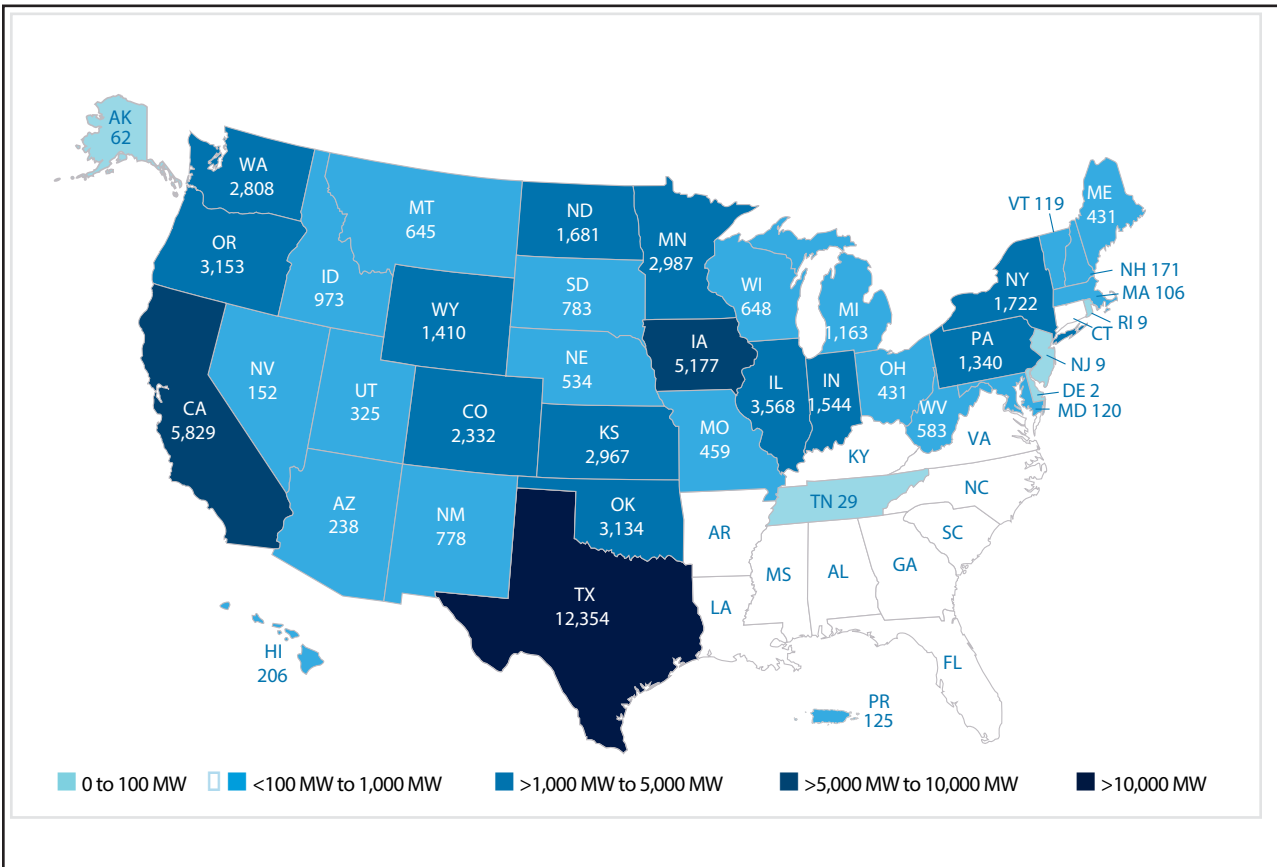 AK
62
WA
2,808
OR
3,153
CA
5,829
ID
973
NV
152
MT
645
WY
1,410
UT
325
AZ
238
CO
2,332
NM
778
ND
1,681
SD
783
NE
534
KS
2,967
OK
3,134
TX
12,354
MN
2,987
IA
5,177
MO
459
AR
LA
WI
648
IL
3,568
MI
1,163
IN
1,544
OH
431
KY
TN 29
MS
AL
GA
FL
SC
NC
VA
WV
583
PA
1,340
NY
1,722
VT 119
ME
431
NH 171
MA 106
RI 9
CT
NJ 9
DE 2
MD 120
HI
206
PR
125
0 to 100 MW
<100 MW to 1,000 MW
>1,000 MW to 5,000 MW
>5,000 MW to 10,000 MW
>10,000 MW